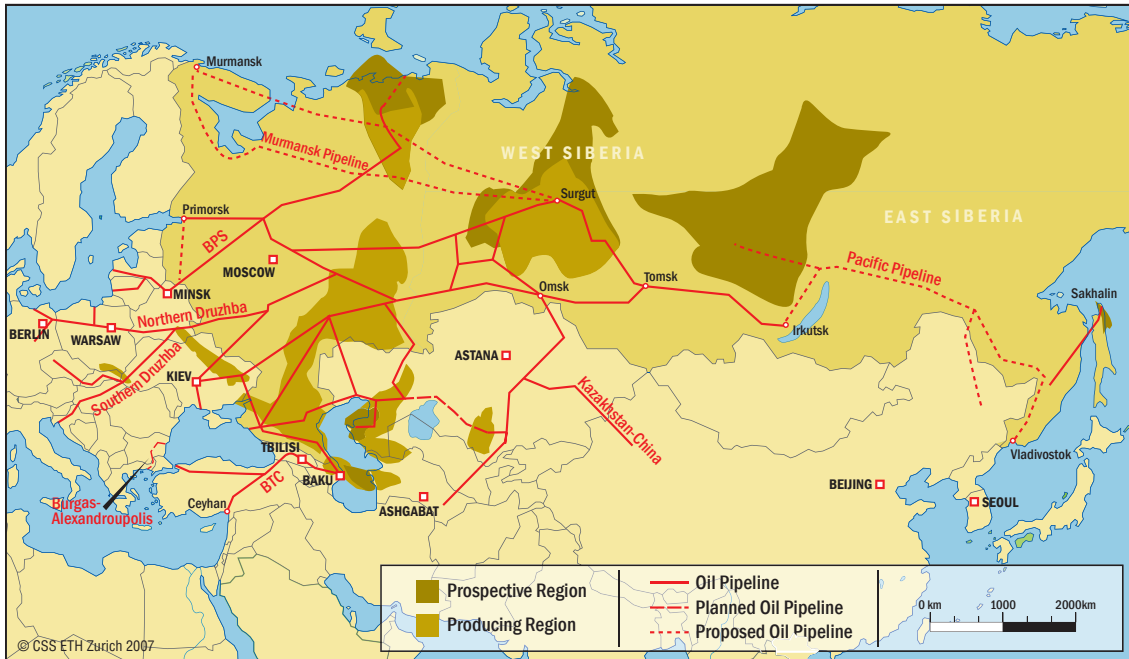 Murmansk
Murmansk Pipeline
WEST SIBERIA
Surgut
EAST SIBERIA
Primorsk
BPS
MOSCOW
Pacific Pipeline
Tomsk
Omsk
Sakhalin
MINSK
Northern Druzhba
BERLIN
WARSAW
Irkutsk
ASTANA
Southern Druzhba
KIEV
Kazakhstan-China
Vladivostok
TBILISI
BTC
BAKU
BEIJING
SEOUL
Burgas-
Alexandroupolis
Ceyhan
ASHGABAT
Prospective Region
Producing Region
Oil Pipeline
Planned Oil Pipeline
Proposed Oil Pipeline
0 km 1000 2000km
© CSS ETH Zurich 2007